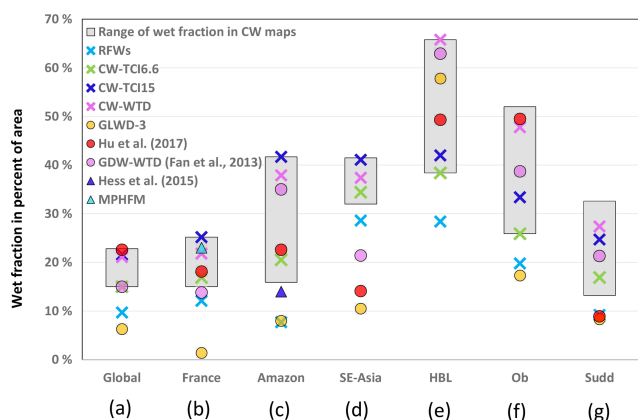 Wet fraction in percent of area
70 %
60 %
50 %
40 %
30 %
20 %
10 %
0 %
Range of wet fraction in CW maps
RFWs
CW-TCI6.6
CW-TCI15
CW-WTD
GLWD-3
Hu et al. (2017)
GDW-WTD (Fan et al., 2013)
Hess et al. (2015)
MPHFM
Global France Amazon SE-Asia HBL Ob Sudd
(a) (b) (c) (d) (e) (f) (g)